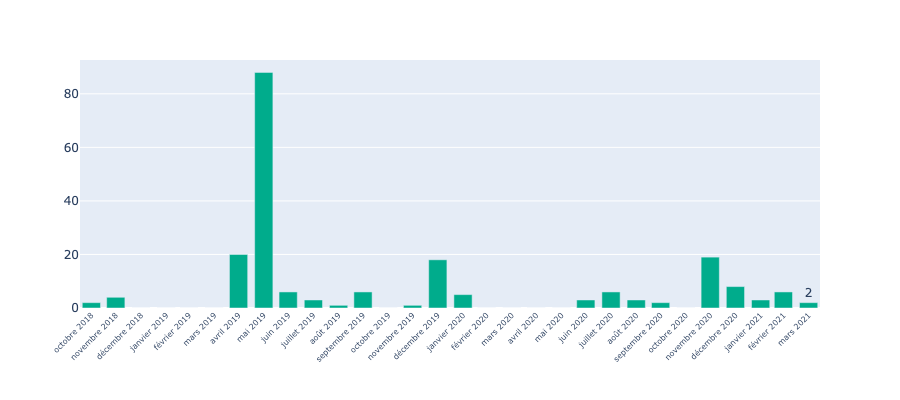 80
60
40
20
0
2
octobre 2018
novembre 2018
décembre 2018
janvier 2019
février 2019
mars 2019
avril 2019
mai 2019
juin 2019
juillet 2019
août 2019
septembre 2019
octobre 2019
novembre 2019
décembre 2019
janvier 2020
février 2020
mars 2020
avril 2020
mai 2020
juin 2020
juillet 2020
août 2020
septembre 2020
octobre 2020
novembre 2020
décembre 2020
janvier 2021
février 2021
mars 2021